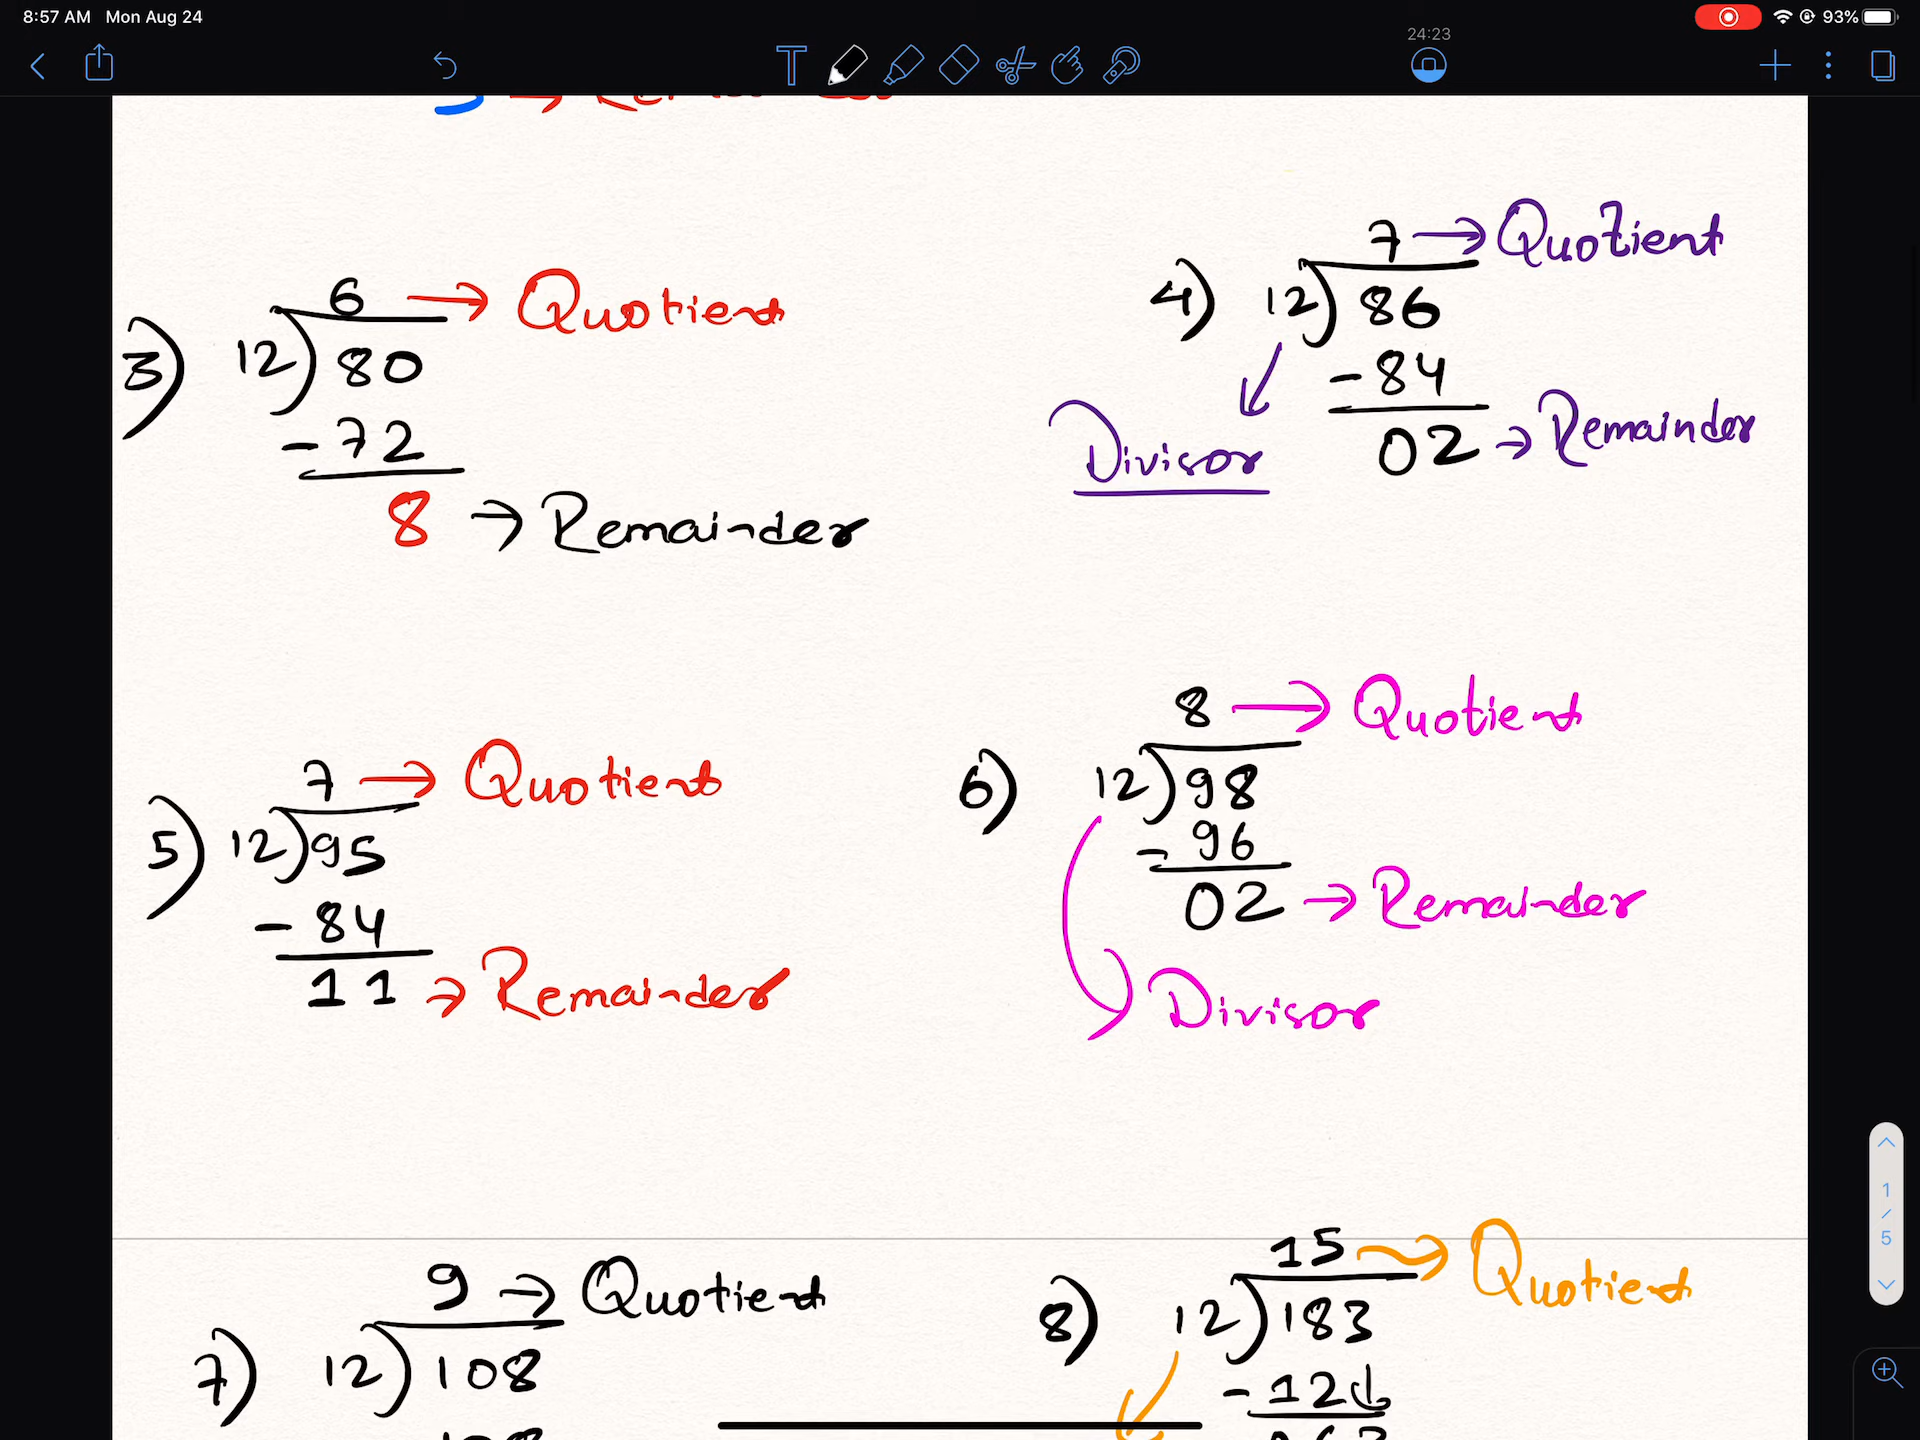 8:57 AM Mon Aug 24
93%
24:23
3) 6 → Quotient
12) 80
- 72
8 → Remainder
4) 7 → Quotient
12) 86
- 84
02 → Remainder
Divisor
5) 7 → Quotient
12) 95
- 84
11 → Remainder
6) 8 → Quotient
12) 98
- 96
02 → Remainder
Divisor
7) 9 → Quotient
12) 108
8) 15 → Quotient
12) 183
- 12↓
1
/
5